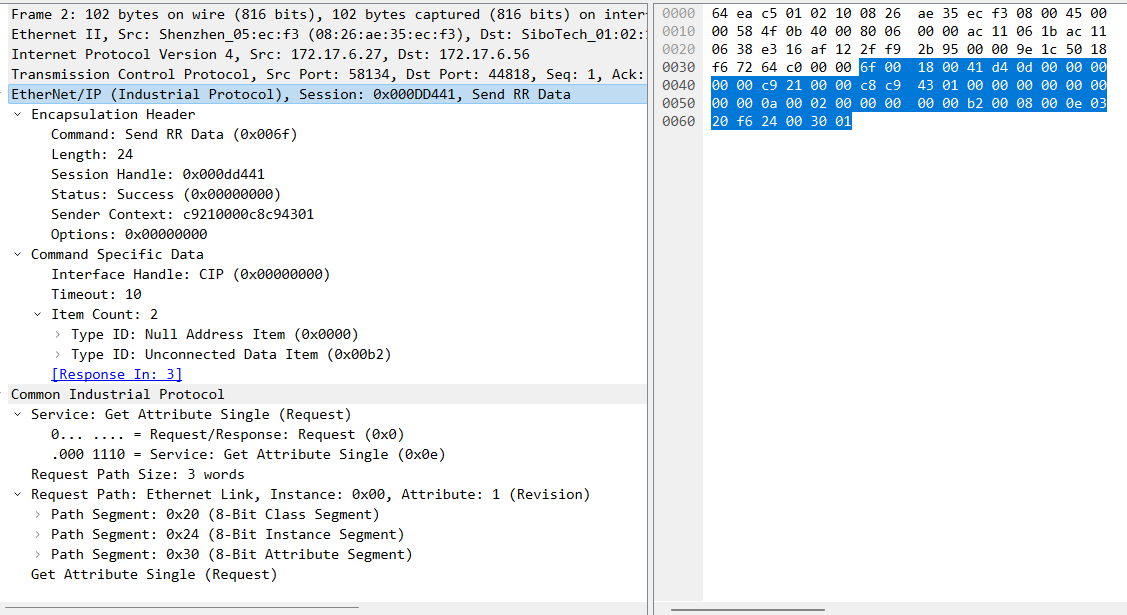 Frame 2: 102 bytes on wire (816 bits), 102 bytes captured (816 bits) on inter
Ethernet II, Src: Shenzhen_05:ec:f3 (08:26:ae:35:ec:f3), Dst: SiboTech_01:02:
Internet Protocol Version 4, Src: 172.17.6.27, Dst: 172.17.6.56
Transmission Control Protocol, Src Port: 58134, Dst Port: 44818, Seq: 1, Ack:
EtherNet/IP (Industrial Protocol), Session: 0x000DD441, Send RR Data
Encapsulation Header
Command: Send RR Data (0x006f)
Length: 24
Session Handle: 0x000dd441
Status: Success (0x00000000)
Sender Context: c9210000c8c94301
Options: 0x00000000
Command Specific Data
Interface Handle: CIP (0x00000000)
Timeout: 10
Item Count: 2
Type ID: Null Address Item (0x0000)
Type ID: Unconnected Data Item (0x00b2)
[Response In: 3]
Common Industrial Protocol
Service: Get Attribute Single (Request)
0... .... = Request/Response: Request (0x0)
.000 1110 = Service: Get Attribute Single (0x0e)
Request Path Size: 3 words
Request Path: Ethernet Link, Instance: 0x00, Attribute: 1 (Revision)
Path Segment: 0x20 (8-Bit Class Segment)
Path Segment: 0x24 (8-Bit Instance Segment)
Path Segment: 0x30 (8-Bit Attribute Segment)
Get Attribute Single (Request)
0000 64 ea c5 01 02 10 08 26 ae 35 ec f3 08 00 45 00
0010 00 58 4f 0b 40 00 80 06 00 00 ac 11 06 1b ac 11
0020 06 38 e3 16 af 12 2f f9 2b 95 00 00 9e 1c 50 18
0030 f6 72 64 c0 00 00 6f 00 18 00 41 d4 0d 00 00 00
0040 00 00 c9 21 00 00 c8 c9 43 01 00 00 00 00 00 00
0050 00 00 0a 00 02 00 00 00 00 00 b2 00 08 00 0e 03
0060 20 f6 24 00 30 01